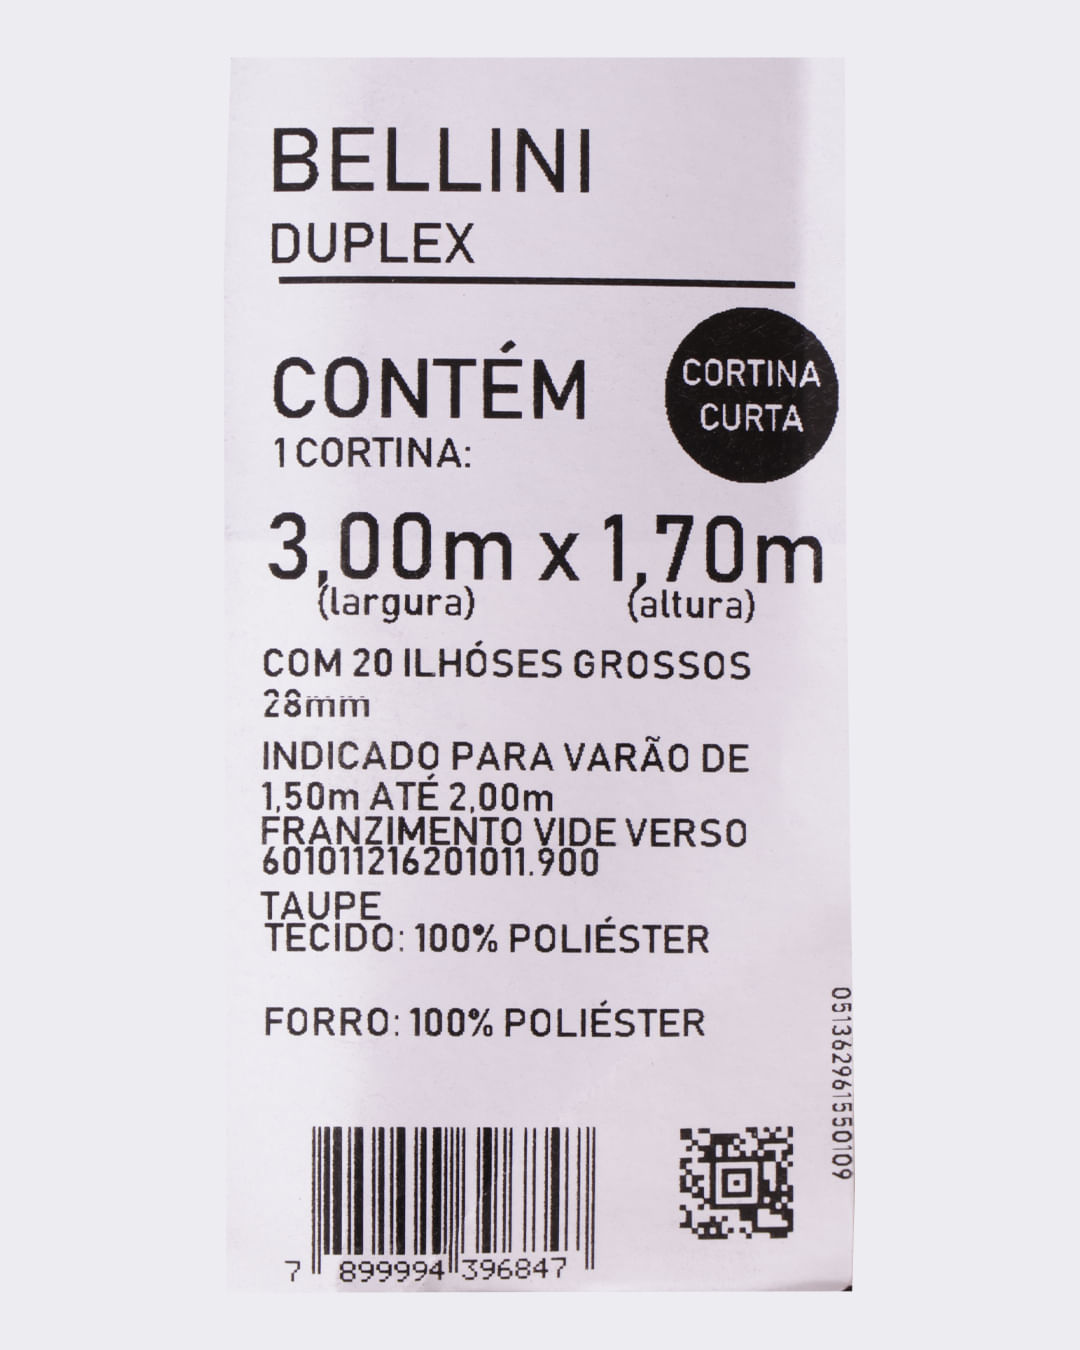 BELLINI
DUPLEX
CONTÉM
CORTINA
CURTA
1 CORTINA:
3,00m x 1,70m
(largura) (altura)
COM 20 ILHÓSES GROSSOS
28mm
INDICADO PARA VARÃO DE
1,50m ATÉ 2,00m
FRANZIMENTO VIDE VERSO
601011216201011.900
TAUPE
TECIDO: 100% POLIÉSTER
FORRO: 100% POLIÉSTER
051362961550109
7 899994 396847